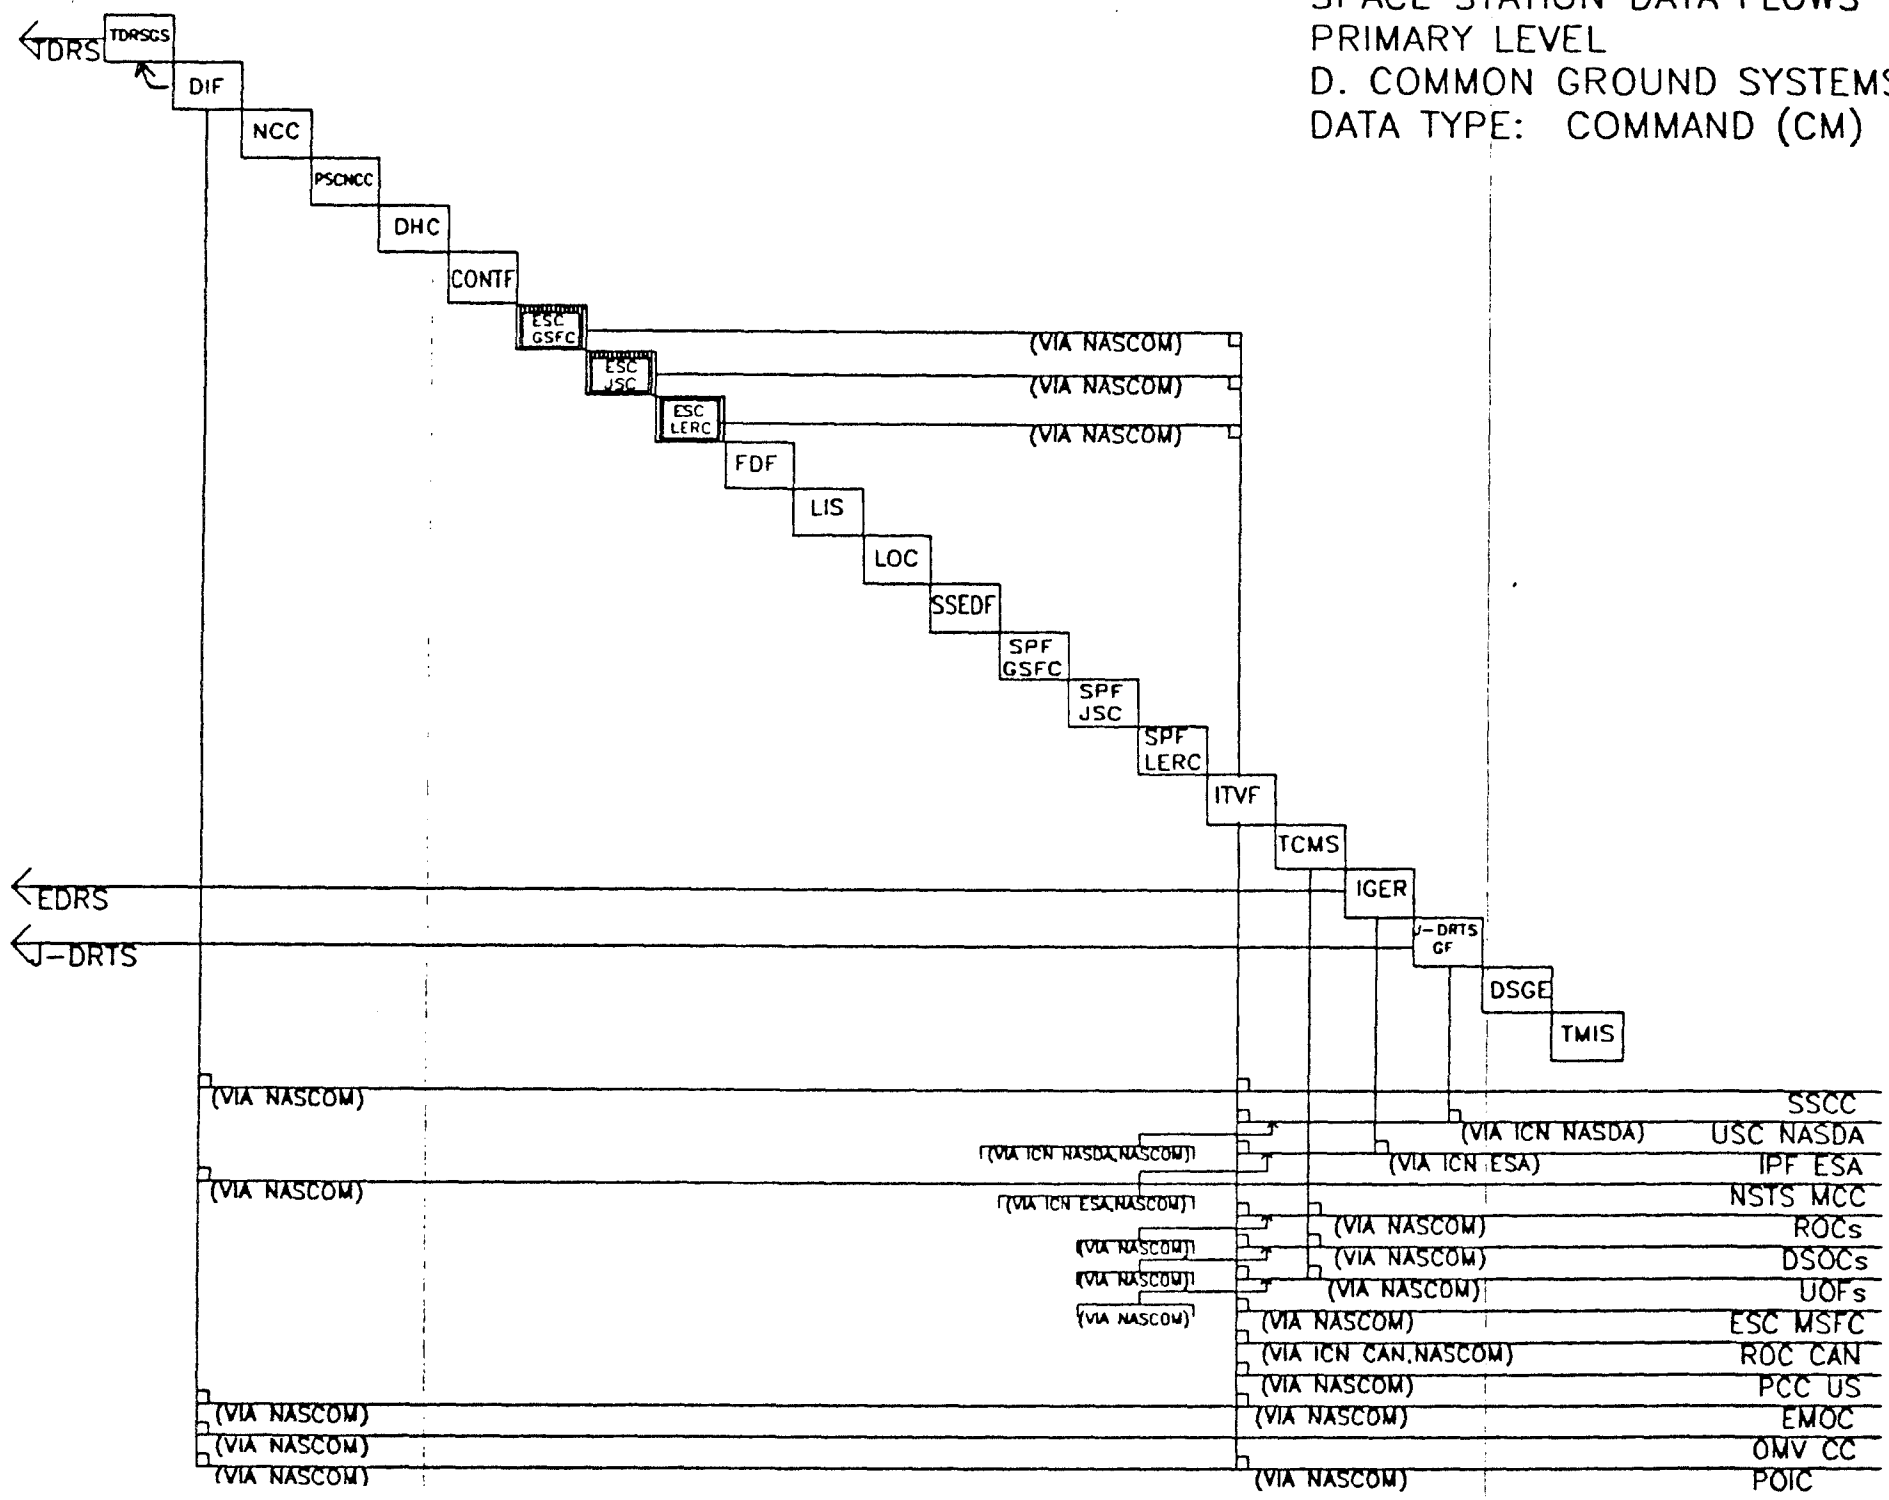 SPACE STATION DATA FLOWS
PRIMARY LEVEL
D. COMMON GROUND SYSTEMS
DATA TYPE: COMMAND (CM)
TDRS
TDRSGS
DIF
NCC
PSCNCC
DHC
CONTF
ESC
GSFC
(VIA NASCOM)
ESC
JSC
(VIA NASCOM)
ESC
LERC
(VIA NASCOM)
FDF
LIS
LOC
SSEDF
SPF
GSFC
SPF
JSC
SPF
LERC
ITVF
TCMS
IGER
EDRS
J-DRTS
GF
J-DRTS
DSGE
TMIS
(VIA NASCOM)
SSCC
(VIA ICN NASDA)
USC NASDA
(VIA ICN NASDA,NASCOM)
(VIA ICN ESA)
IPF ESA
(VIA NASCOM)
NSTS MCC
(VIA ICN ESA,NASCOM)
(VIA NASCOM)
ROCs
(VIA NASCOM)
(VIA NASCOM)
DSOCs
(VIA NASCOM)
(VIA NASCOM)
UOFs
(VIA NASCOM)
(VIA NASCOM)
ESC MSFC
(VIA ICN CAN,NASCOM)
ROC CAN
(VIA NASCOM)
PCC US
(VIA NASCOM)
(VIA NASCOM)
EMOC
(VIA NASCOM)
OMV CC
(VIA NASCOM)
(VIA NASCOM)
POIC